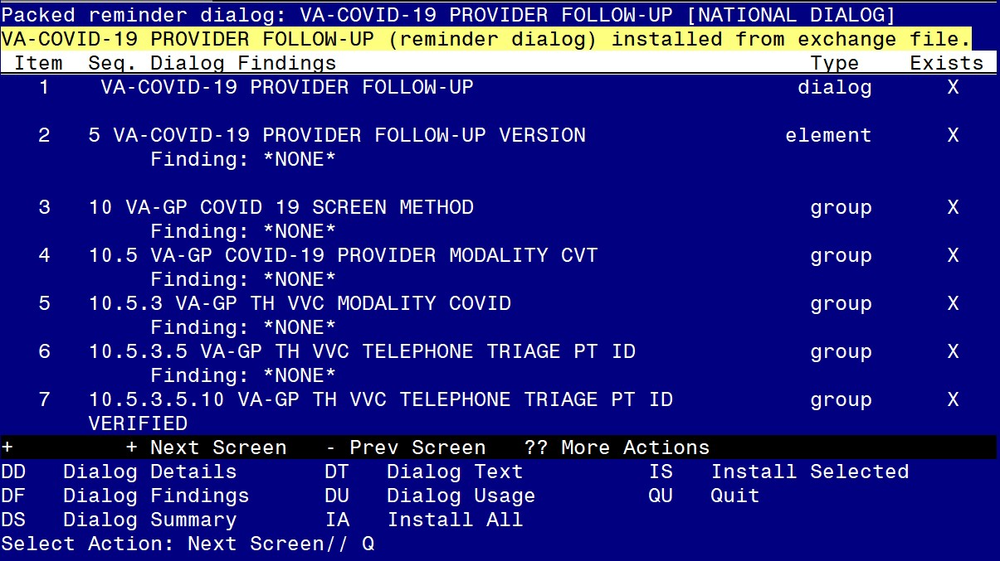 Packed reminder dialog: VA-COVID-19 PROVIDER FOLLOW-UP [NATIONAL DIALOG]
VA-COVID-19 PROVIDER FOLLOW-UP (reminder dialog) installed from exchange file.
Item  Seq. Dialog Findings  Type  Exists
1  VA-COVID-19 PROVIDER FOLLOW-UP  dialog  X
2  5 VA-COVID-19 PROVIDER FOLLOW-UP VERSION  element  X
Finding: *NONE*
3  10 VA-GP COVID 19 SCREEN METHOD  group  X
Finding: *NONE*
4  10.5 VA-GP COVID-19 PROVIDER MODALITY CVT  group  X
Finding: *NONE*
5  10.5.3 VA-GP TH VVC MODALITY COVID  group  X
Finding: *NONE*
6  10.5.3.5 VA-GP TH VVC TELEPHONE TRIAGE PT ID  group  X
Finding: *NONE*
7  10.5.3.5.10 VA-GP TH VVC TELEPHONE TRIAGE PT ID  group  X
VERIFIED
+  + Next Screen  - Prev Screen  ?? More Actions
DD  Dialog Details  DT  Dialog Text  IS  Install Selected
DF  Dialog Findings  DU  Dialog Usage  QU  Quit
DS  Dialog Summary  IA  Install All
Select Action: Next Screen// Q